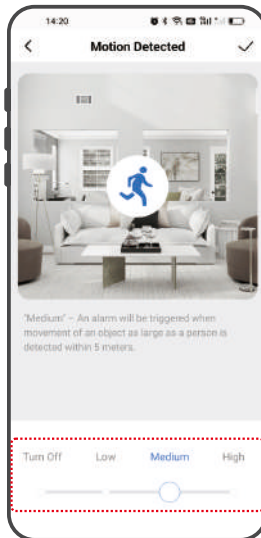 14:20
Motion Detected
"Medium" – An alarm will be triggered when
movement of an object as large as a person is
detected within 5 meters.
Turn Off Low Medium High